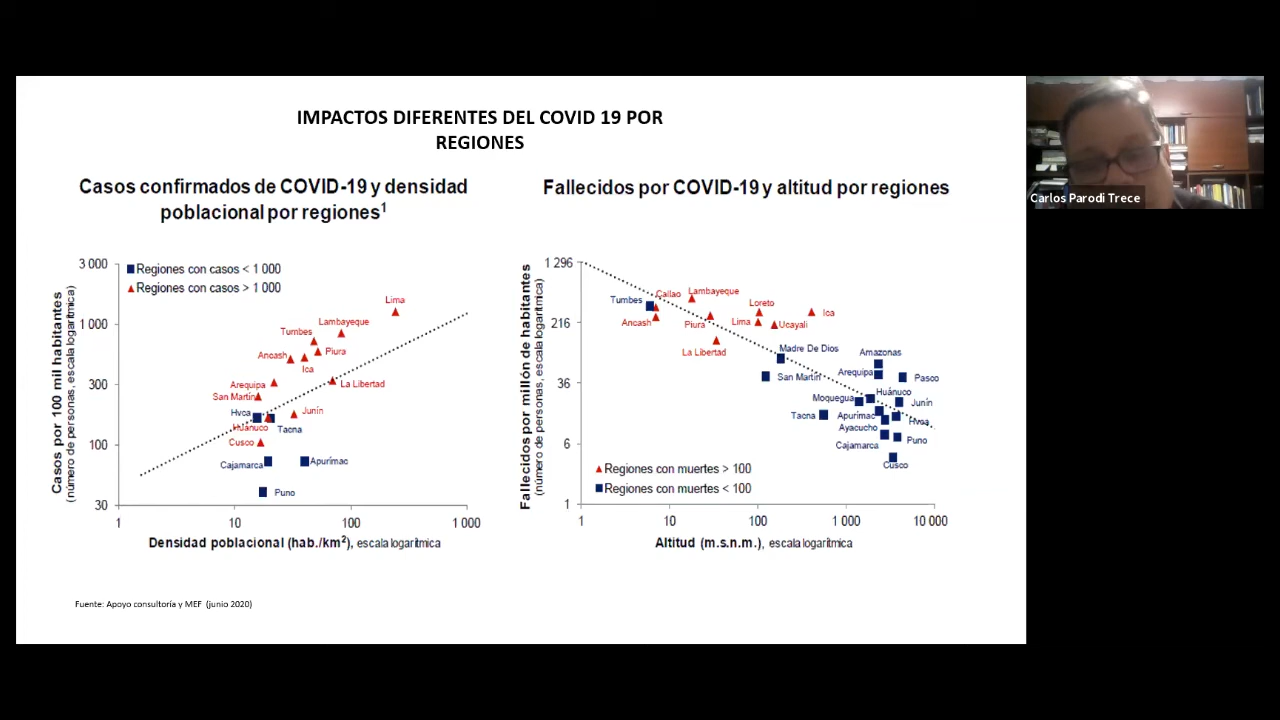 IMPACTOS DIFERENTES DEL COVID 19 POR
REGIONES
Casos confirmados de COVID-19 y densidad
poblacional por regiones¹
Casos por 100 mil habitantes
(número de personas, escala logarítmica)
3 000
1 000
300
100
30
Regiones con casos < 1 000
Regiones con casos > 1 000
Lima
Lambayeque
Tumbes
Piura
Ancash
Ica
Arequipa
La Libertad
San Martín
Hvca
Junín
Huánuco
Tacna
Cusco
Cajamarca
Apurímac
Puno
1
10
100
1 000
Densidad poblacional (hab./km²), escala logarítmica
Fallecidos por COVID-19 y altitud por regiones
Fallecidos por millón de habitantes
(número de personas, escala logarítmica)
1 296
216
36
6
1
Tumbes
Callao
Lambayeque
Loreto
Ica
Ancash
Piura
Lima
Ucayali
La Libertad
Madre De Dios
Amazonas
San Martín
Arequipa
Pasco
Moquegua
Huánuco
Junín
Tacna
Apurímac
Hvca
Ayacucho
Puno
Cajamarca
Cusco
Regiones con muertes > 100
Regiones con muertes < 100
1
10
100
1 000
10 000
Altitud (m.s.n.m.), escala logarítmica
Fuente: Apoyo consultoría y MEF (junio 2020)
Carlos Parodi Trece